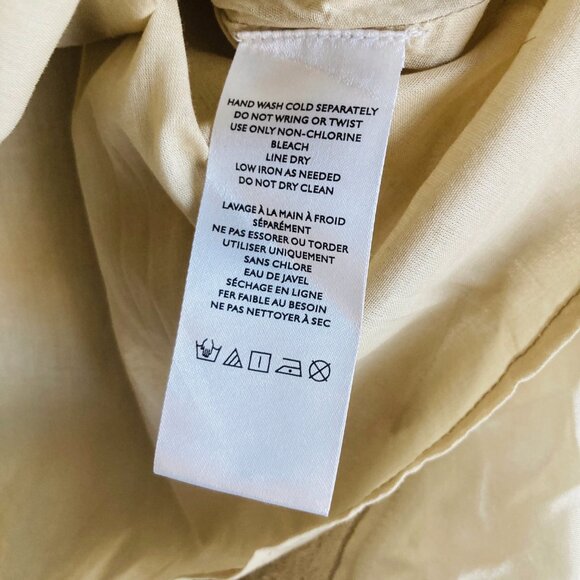 HAND WASH COLD SEPARATELY
DO NOT WRING OR TWIST
USE ONLY NON-CHLORINE
BLEACH
LINE DRY
LOW IRON AS NEEDED
DO NOT DRY CLEAN
LAVAGE À LA MAIN À FROID
SÉPARÉMENT
NE PAS ESSORER OU TORDER
UTILISER UNIQUEMENT
SANS CHLORE
EAU DE JAVEL
SÉCHAGE EN LIGNE
FER FAIBLE AU BESOIN
NE PAS NETTOYER À SEC